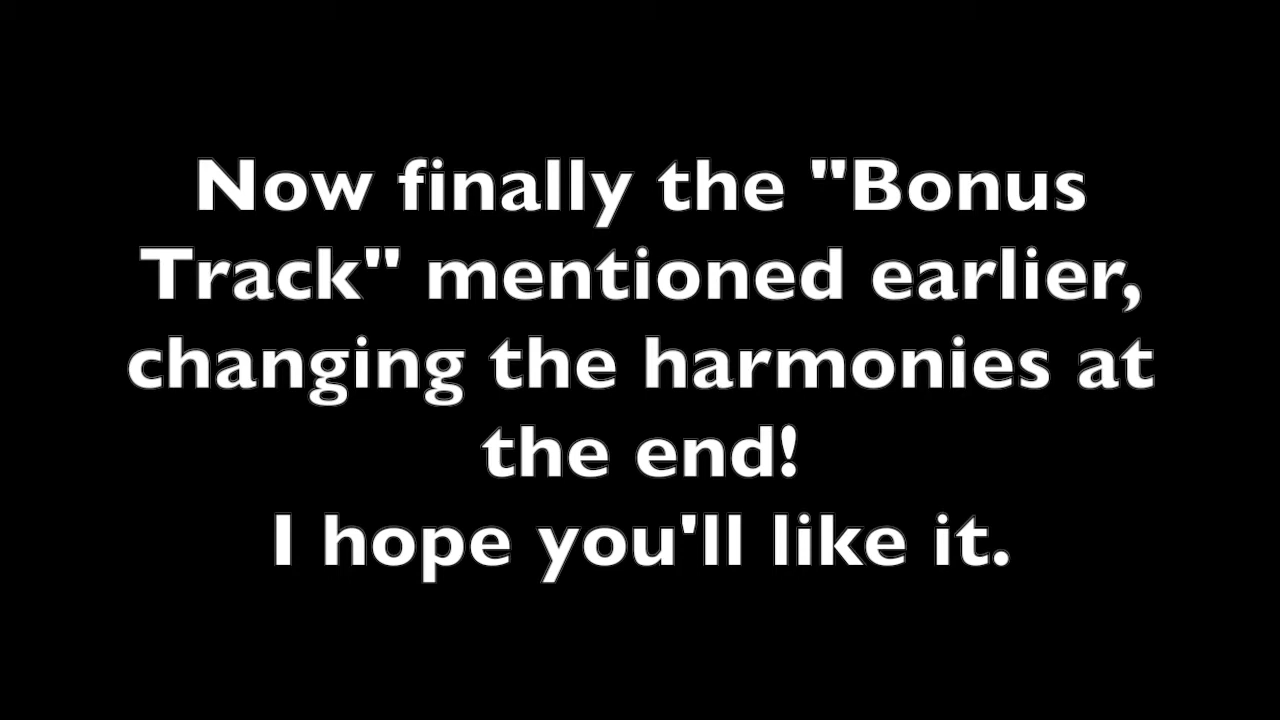 Now finally the "Bonus
Track" mentioned earlier,
changing the harmonies at
the end!
I hope you'll like it.